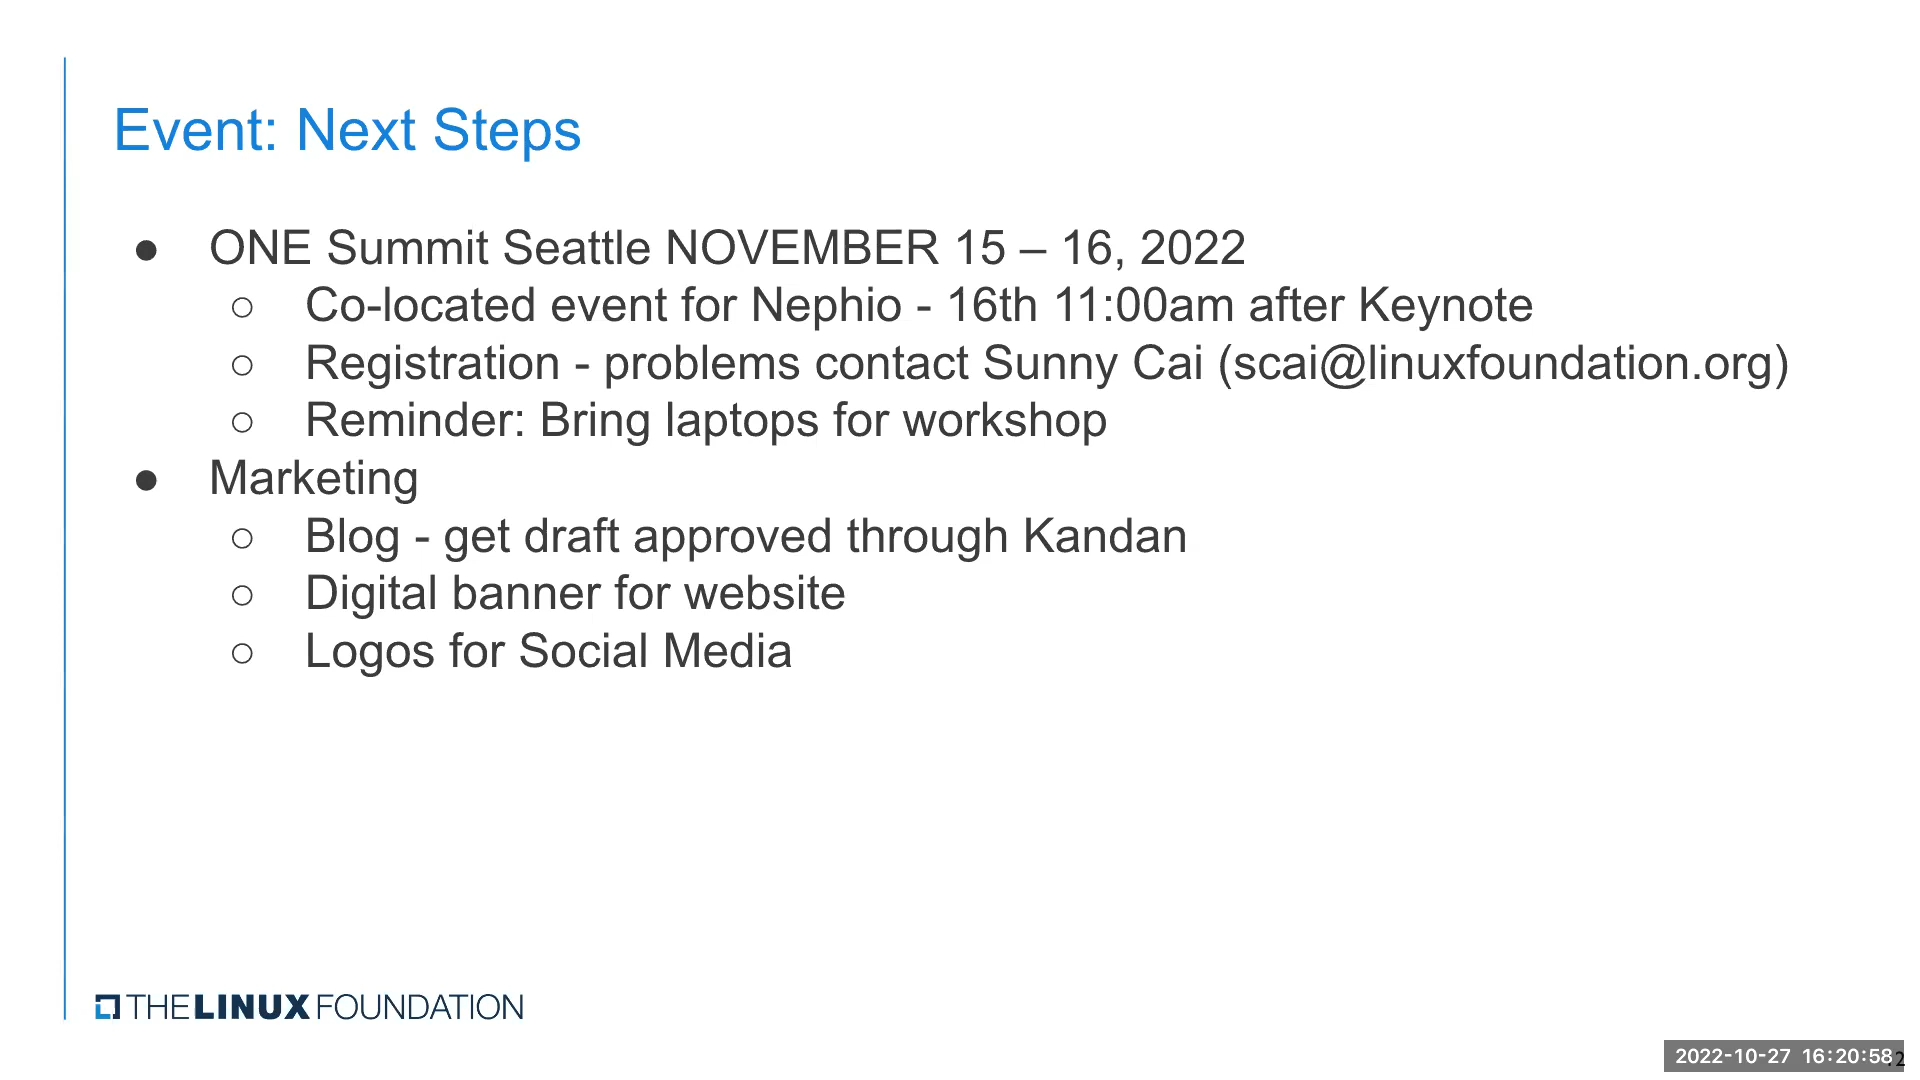 Event: Next Steps
● ONE Summit Seattle NOVEMBER 15 – 16, 2022
○ Co-located event for Nephio - 16th 11:00am after Keynote
○ Registration - problems contact Sunny Cai (scai@linuxfoundation.org)
○ Reminder: Bring laptops for workshop
● Marketing
○ Blog - get draft approved through Kandan
○ Digital banner for website
○ Logos for Social Media
THE LINUX FOUNDATION
2022-10-27 16:20:58